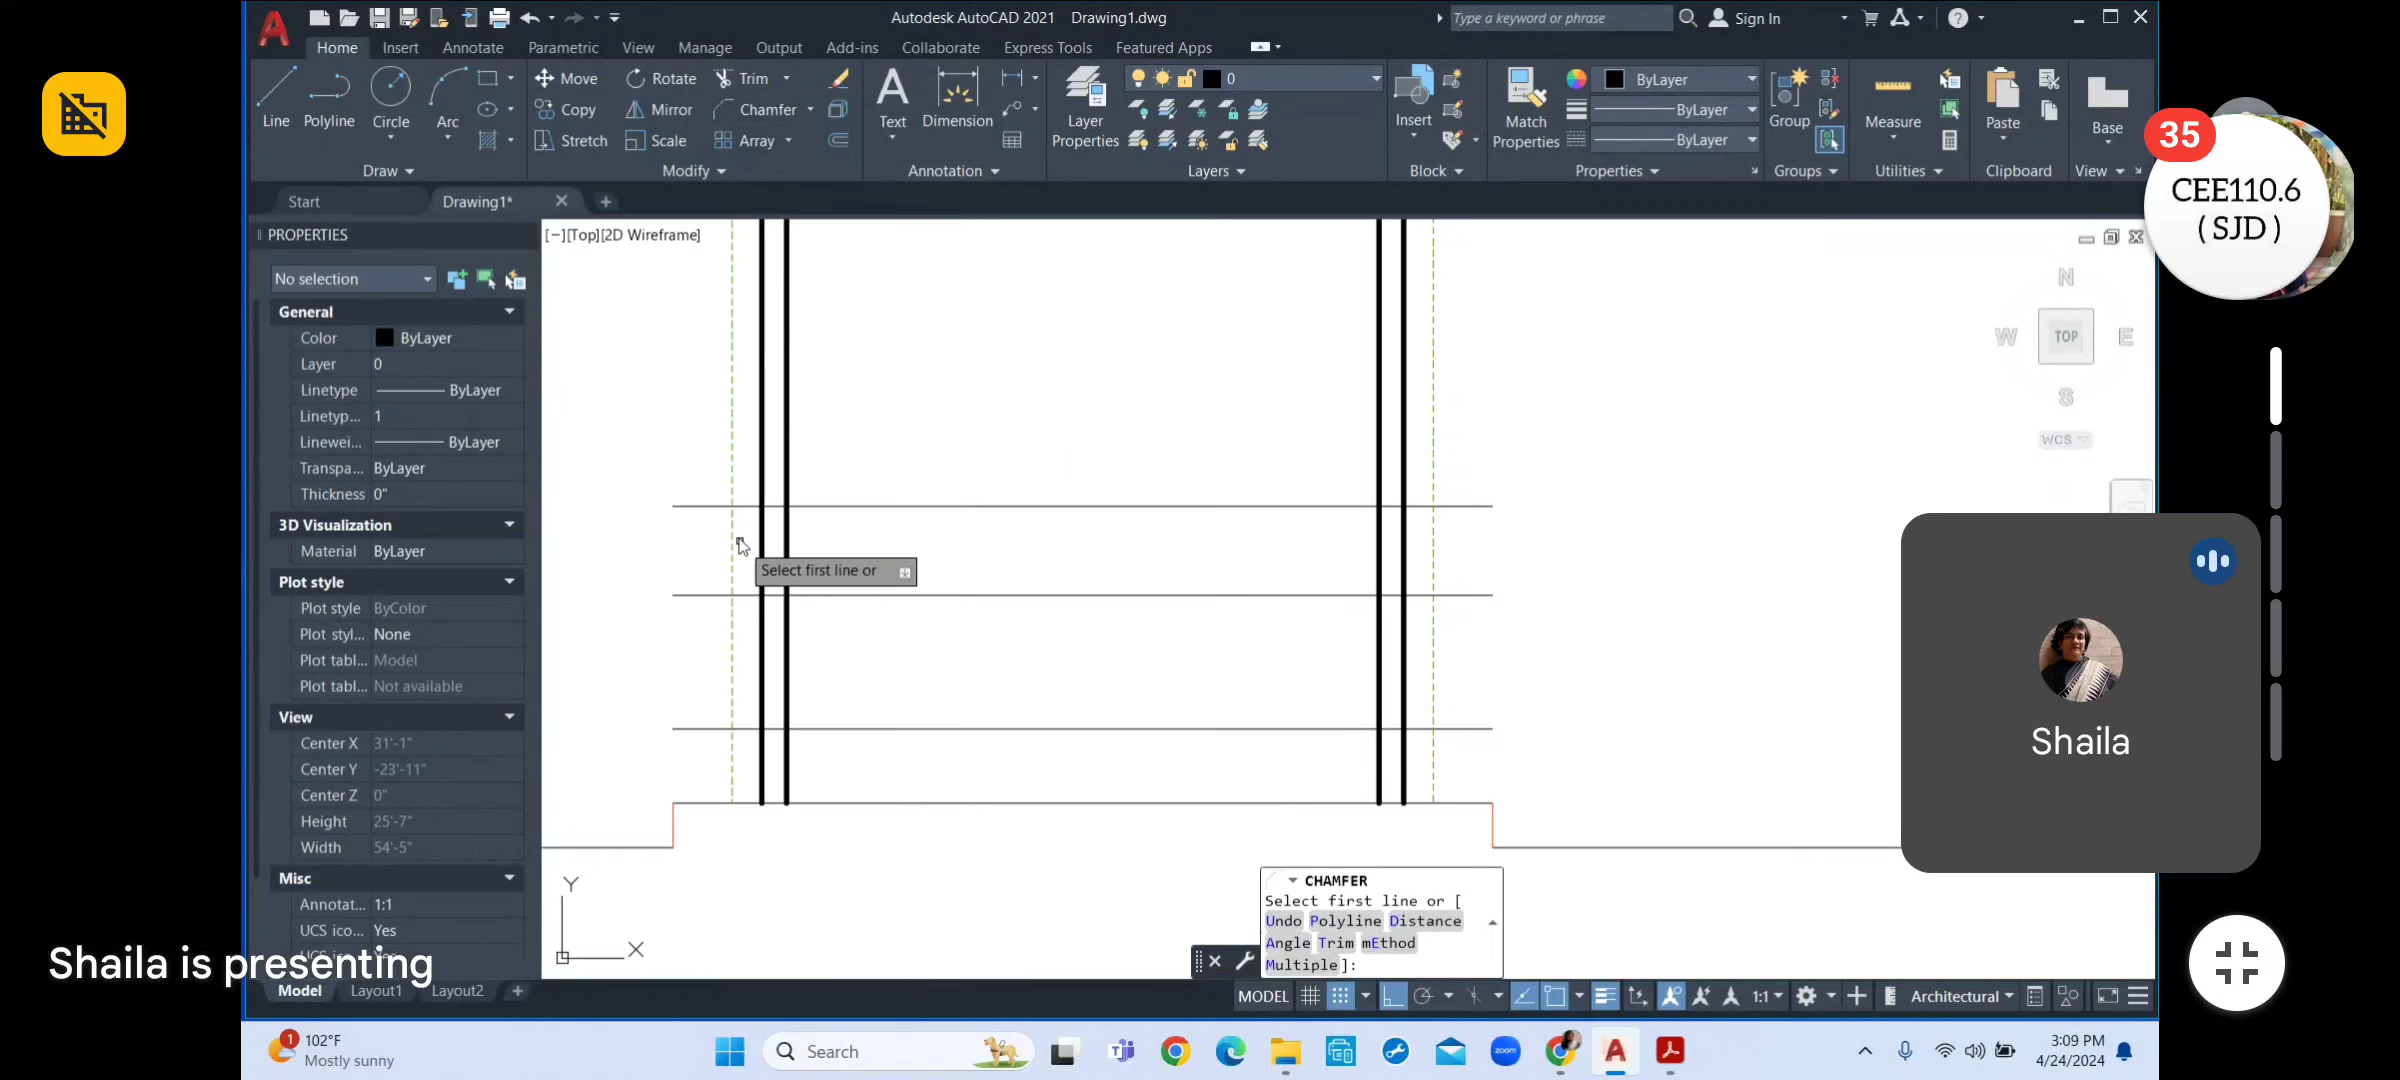 Autodesk AutoCAD 2021 Drawing1.dwg
Type a keyword or phrase
Sign In
Home Insert Annotate Parametric View Manage Output Add-ins Collaborate Express Tools Featured Apps
Line Polyline Circle Arc
Move Rotate Trim
Copy Mirror Chamfer
Stretch Scale Array
Text Dimension
Layer Properties
0
Insert
Match Properties
ByLayer
ByLayer
ByLayer
Group
Measure
Paste
Base
Draw Modify Annotation Layers Block Properties Groups Utilities Clipboard View
Start Drawing1*
35
CEE110.6
( SJD )
PROPERTIES
[−][Top][2D Wireframe]
No selection
General
Color ByLayer
Layer 0
Linetype ByLayer
Linetyp... 1
Linewei... ByLayer
Transpa... ByLayer
Thickness 0"
3D Visualization
Material ByLayer
Plot style
Plot style ByColor
Plot styl... None
Plot tabl... Model
Plot tabl... Not available
View
Center X 31'-1"
Center Y -23'-11"
Center Z 0"
Height 25'-7"
Width 54'-5"
Misc
Annotat... 1:1
UCS ico... Yes
N
W TOP E
S
WCS
Select first line or
Shaila
Y
X
CHAMFER
Select first line or [
Undo Polyline Distance
Angle Trim mEthod
Multiple]:
Shaila is presenting
Model Layout1 Layout2
MODEL 1:1 Architectural
102°F
Mostly sunny
1
Search
zoom
3:09 PM
4/24/2024